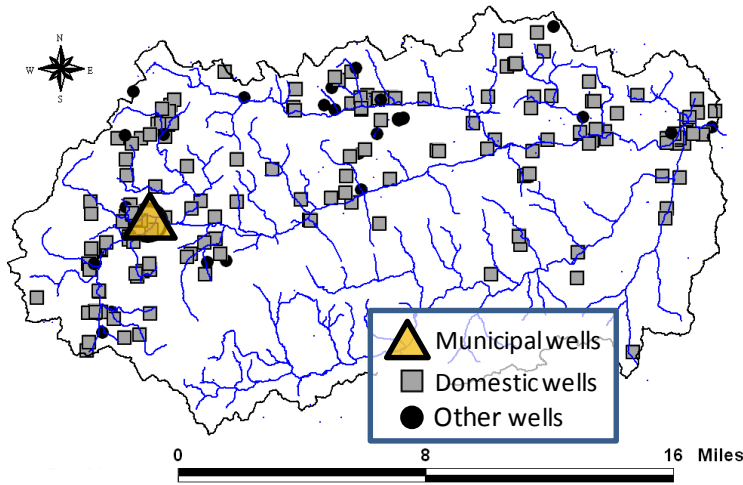 N
W E
S
Municipal wells
Domestic wells
Other wells
0 8 16 Miles